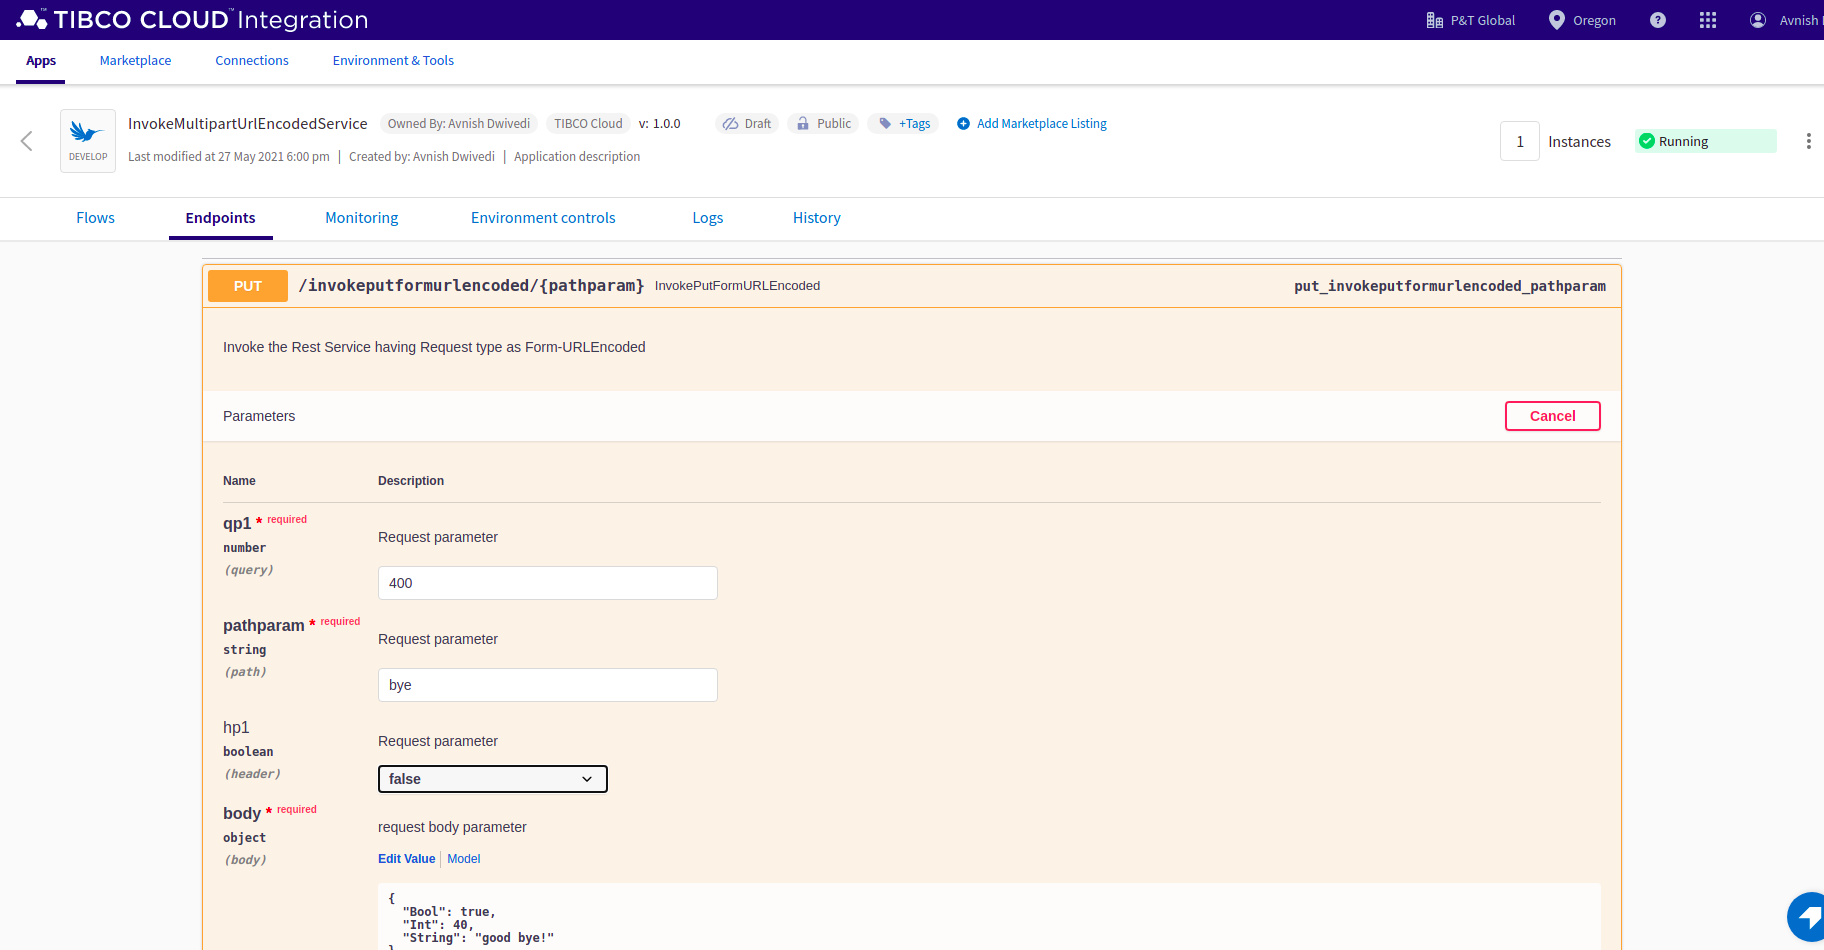 TIBCO CLOUD™ Integration
P&T Global
Oregon
?
Avnish
Apps
Marketplace
Connections
Environment & Tools
DEVELOP
InvokeMultipartUrlEncodedService
Owned By: Avnish Dwivedi
TIBCO Cloud
v: 1.0.0
Draft
Public
+Tags
Add Marketplace Listing
Last modified at 27 May 2021 6:00 pm | Created by: Avnish Dwivedi | Application description
1
Instances
Running
Flows
Endpoints
Monitoring
Environment controls
Logs
History
PUT
/invokeputformurlencoded/{pathparam}
InvokePutFormURLEncoded
put_invokeputformurlencoded_pathparam
Invoke the Rest Service having Request type as Form-URLEncoded
Parameters
Cancel
Name
Description
qp1 * required
number
(query)
Request parameter
400
pathparam * required
string
(path)
Request parameter
bye
hp1
boolean
(header)
Request parameter
false
body * required
object
(body)
request body parameter
Edit Value | Model
{
"Bool": true,
"Int": 40,
"String": "good bye!"
}